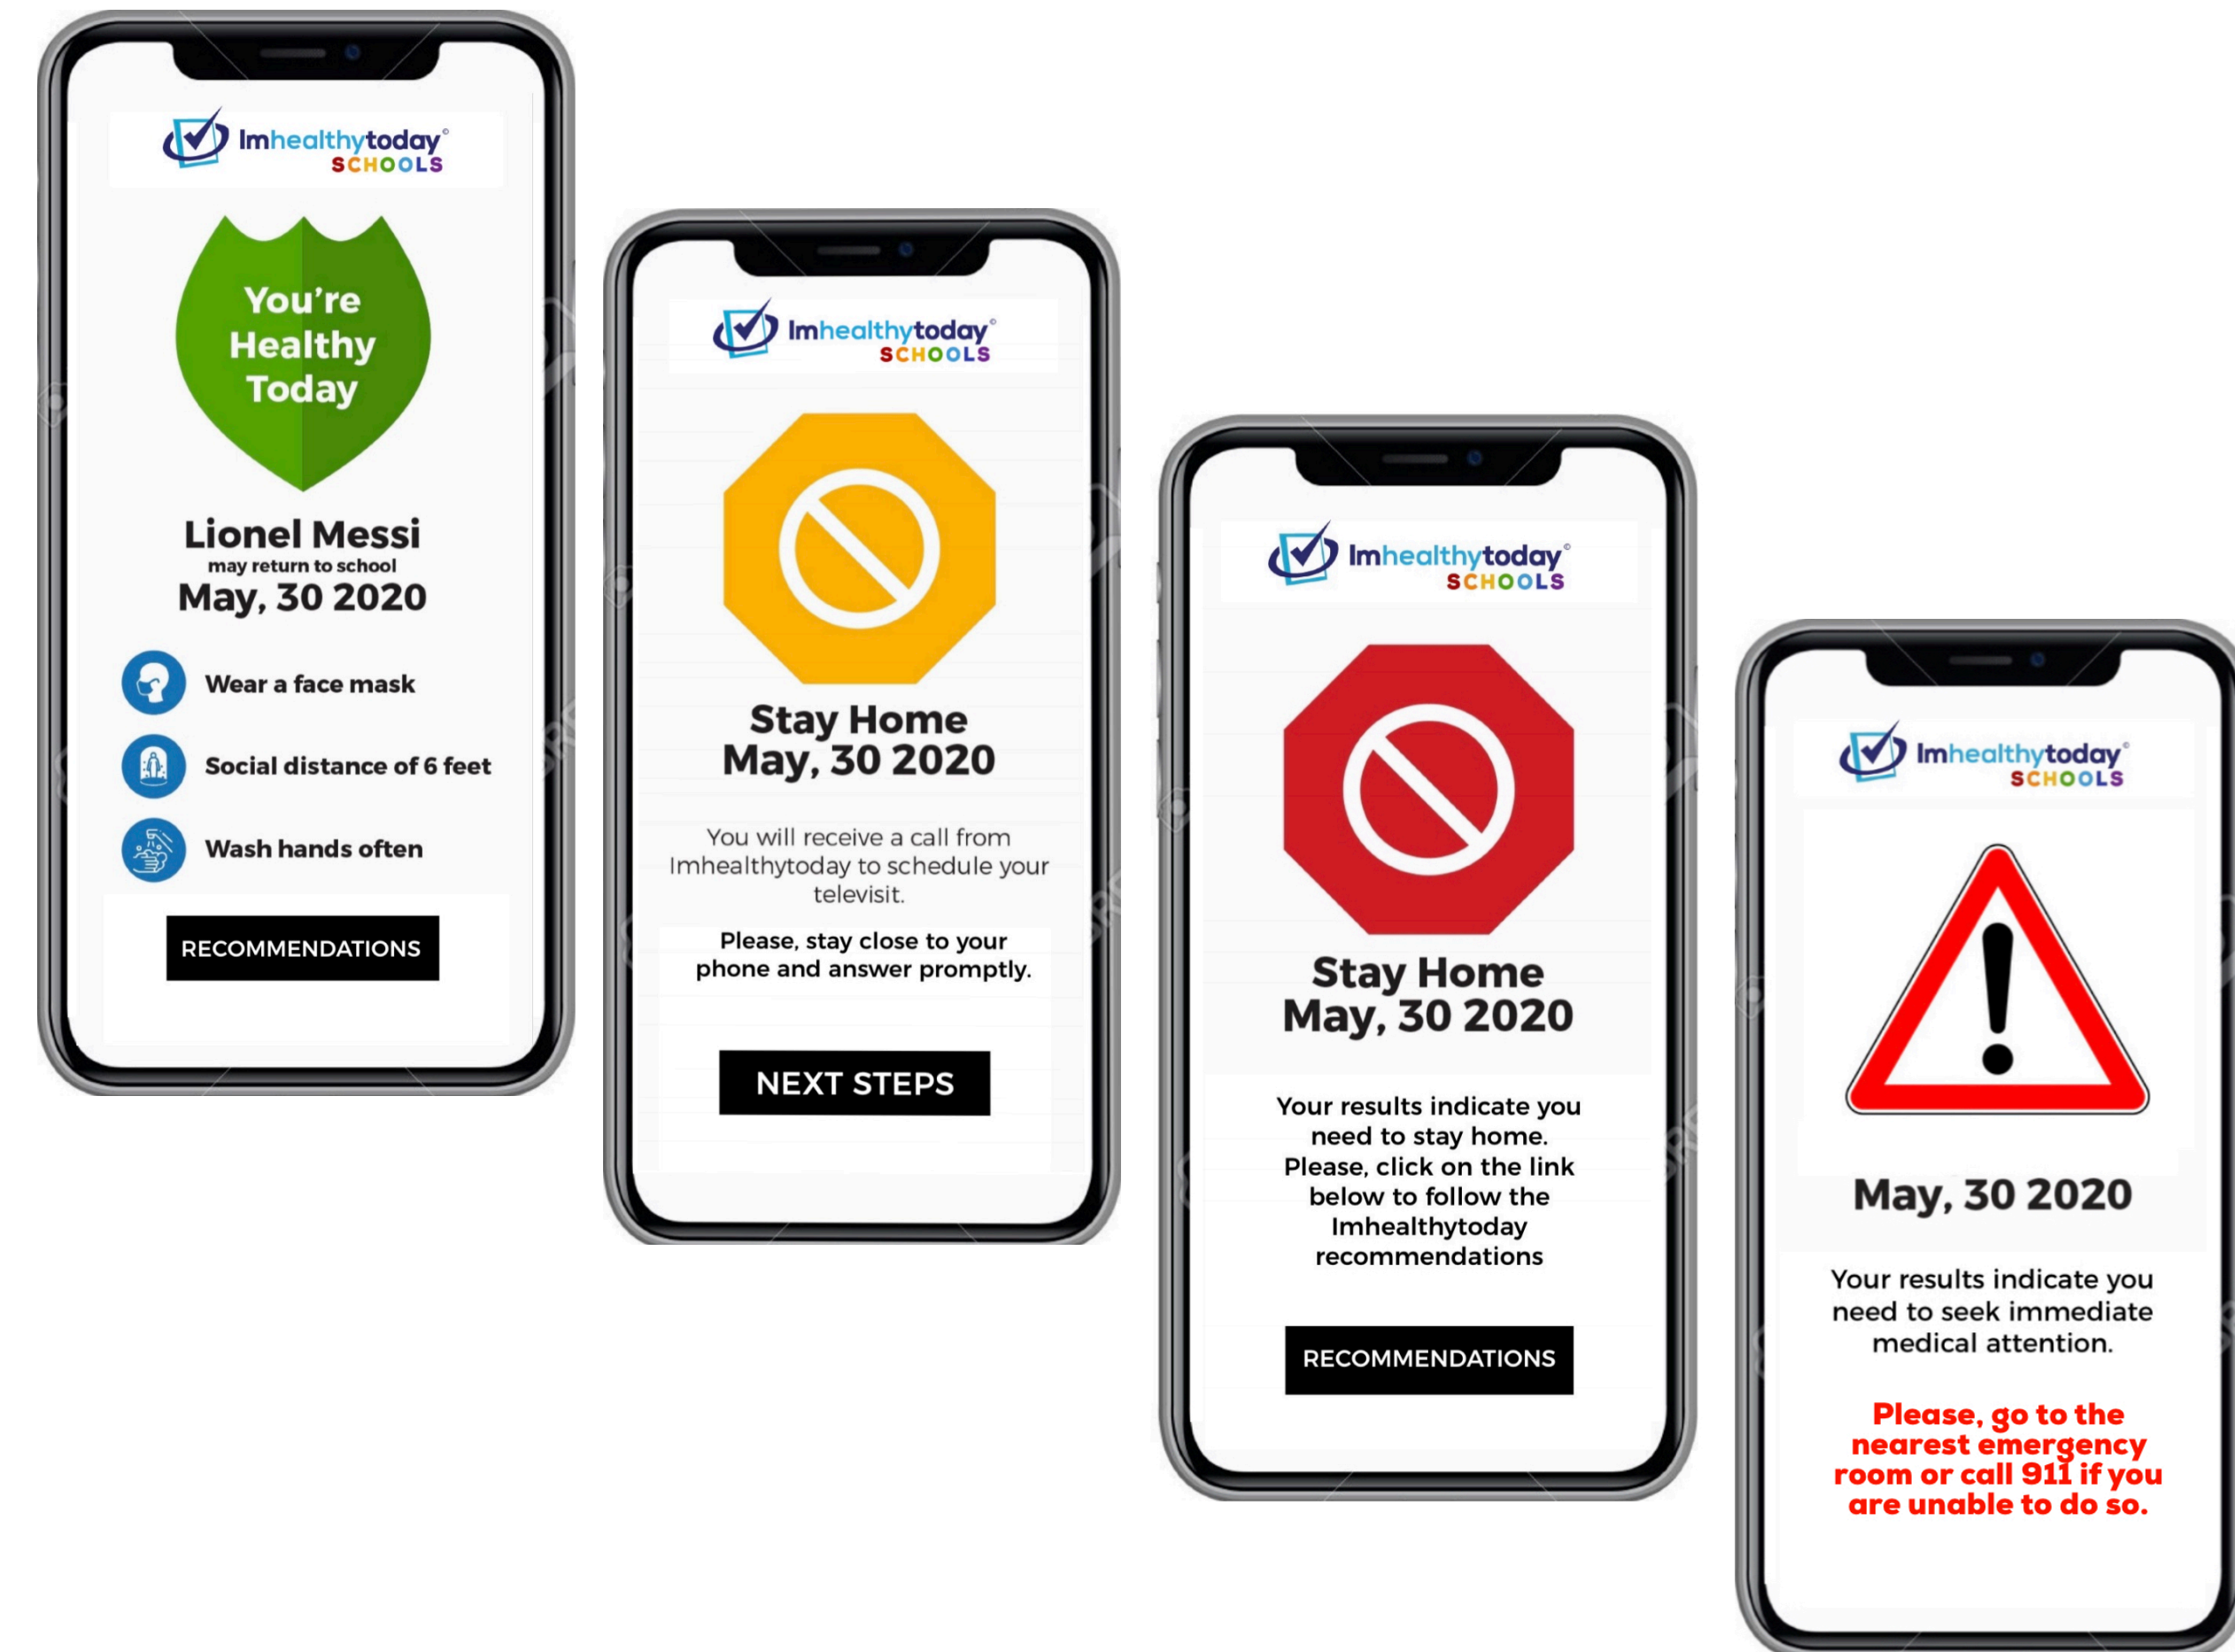 Imhealthytoday©
SCHOOLS
You're
Healthy
Today
Lionel Messi
may return to school
May, 30 2020
Wear a face mask
Social distance of 6 feet
Wash hands often
RECOMMENDATIONS
Imhealthytoday©
SCHOOLS
Stay Home
May, 30 2020
You will receive a call from
Imhealthytoday to schedule your
televisit.
Please, stay close to your
phone and answer promptly.
NEXT STEPS
Imhealthytoday©
SCHOOLS
Stay Home
May, 30 2020
Your results indicate you
need to stay home.
Please, click on the link
below to follow the
Imhealthytoday
recommendations
RECOMMENDATIONS
Imhealthytoday©
SCHOOLS
May, 30 2020
Your results indicate you
need to seek immediate
medical attention.
Please, go to the
nearest emergency
room or call 911 if you
are unable to do so.